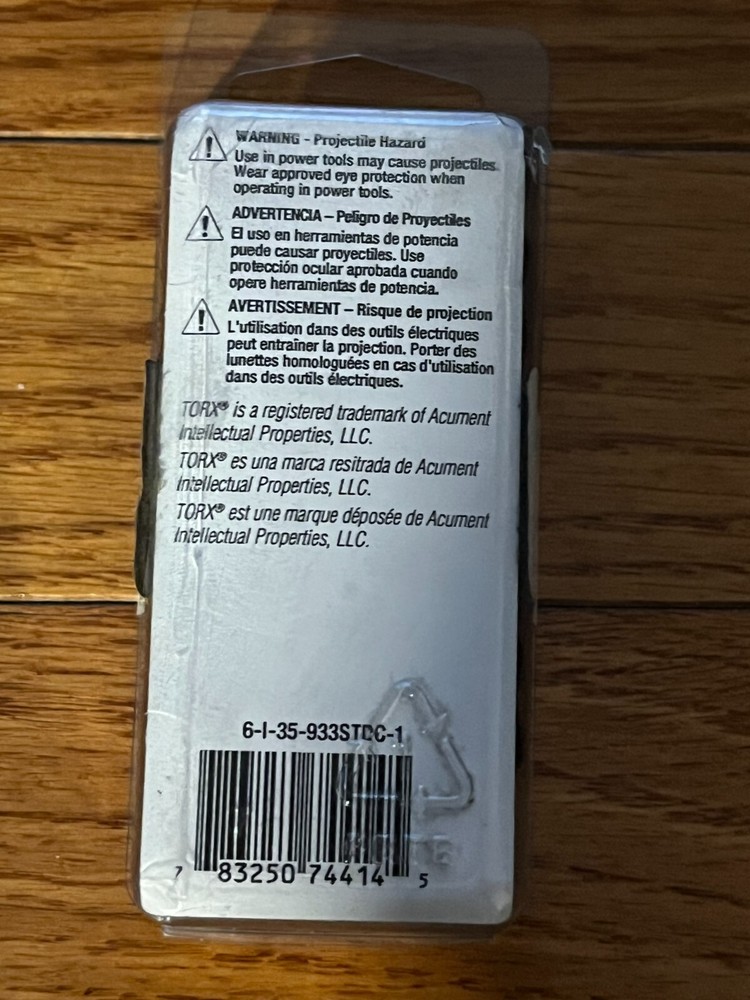 WARNING - Projectile Hazard
Use in power tools may cause projectiles.
Wear approved eye protection when
operating in power tools.
ADVERTENCIA – Peligro de Proyectiles
El uso en herramientas de potencia
puede causar proyectiles. Use
protección ocular aprobada cuando
opere herramientas de potencia.
AVERTISSEMENT – Risque de projection
L'utilisation dans des outils électriques
peut entraîner la projection. Porter des
lunettes homologuées en cas d'utilisation
dans des outils électriques.
TORX® is a registered trademark of Acument
Intellectual Properties, LLC.
TORX® es una marca resitrada de Acument
Intellectual Properties, LLC.
TORX® est une marque déposée de Acument
Intellectual Properties, LLC.
6-I-35-933STDC-1
7 83250 74414 5